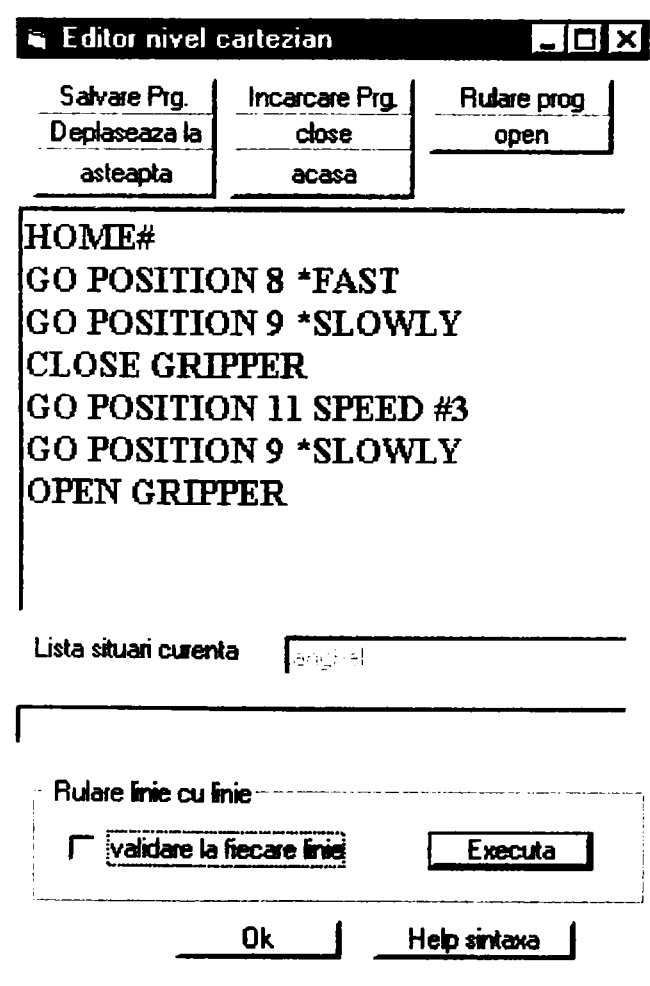 Editor nivel cartezian
Salvare Prg. Incarcare Prg. Rulare prog
Deplaseaza la close open
asteapta acasa
HOME#
GO POSITION 8 *FAST
GO POSITION 9 *SLOWLY
CLOSE GRIPPER
GO POSITION 11 SPEED #3
GO POSITION 9 *SLOWLY
OPEN GRIPPER
Lista situari curenta
Rulare linie cu linie
validare la fiecare linie Executa
Ok Help sintaxa